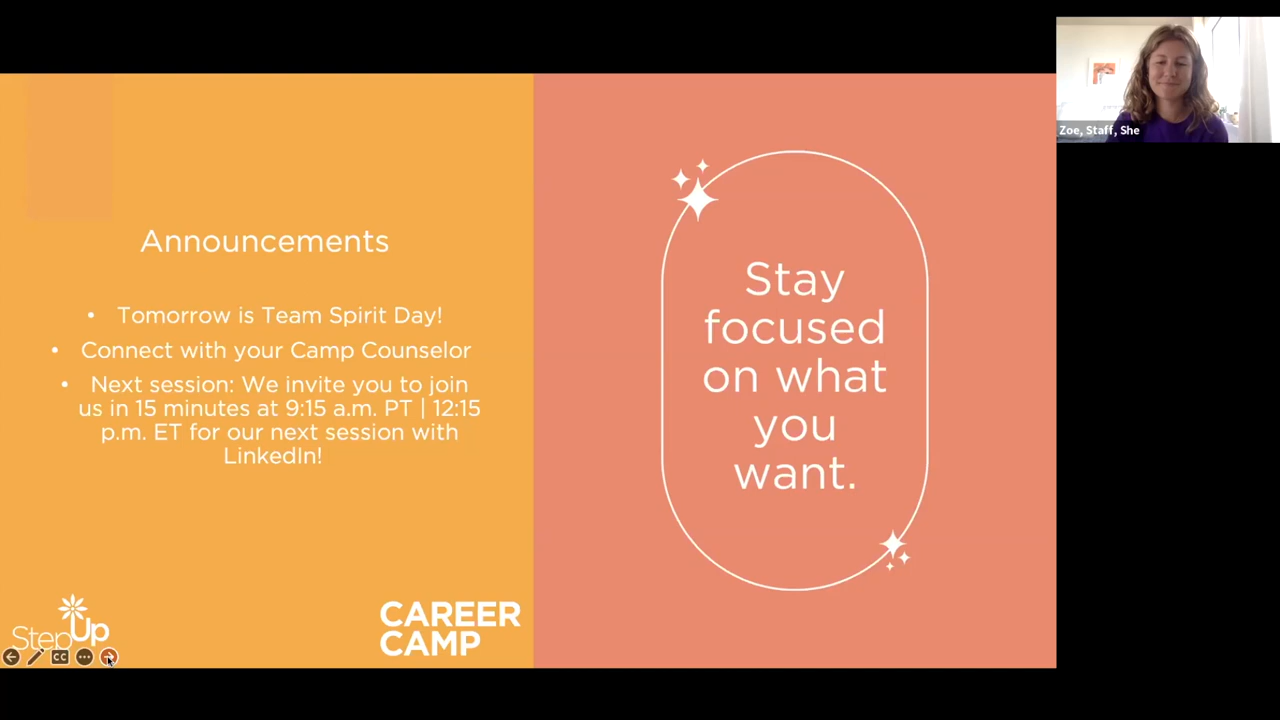 Zoe, Staff, She
Announcements
• Tomorrow is Team Spirit Day!
• Connect with your Camp Counselor
• Next session: We invite you to join
us in 15 minutes at 9:15 a.m. PT | 12:15
p.m. ET for our next session with
LinkedIn!
Stay
focused
on what
you
want.
StepUp
CAREER
CAMP
CC